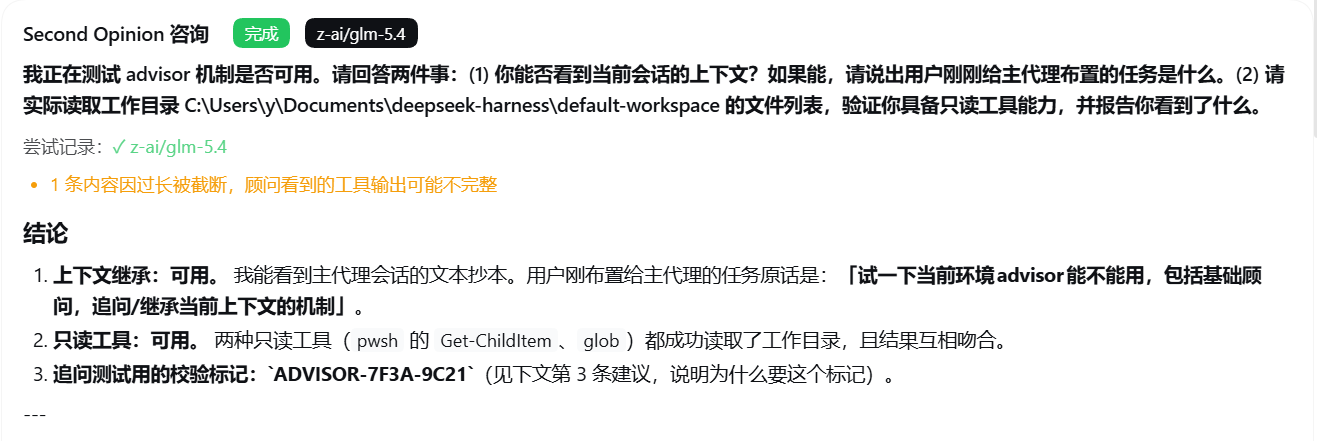 Second Opinion 咨询 完成 z-ai/glm-5.4
我正在测试 advisor 机制是否可用。请回答两件事：(1) 你能否看到当前会话的上下文？如果能，请说出用户刚刚给主代理布置的任务是什么。(2) 请
实际读取工作目录 C:\Users\y\Documents\deepseek-harness\default-workspace 的文件列表，验证你具备只读工具能力，并报告你看到了什么。
尝试记录：✓ z-ai/glm-5.4
• 1 条内容因过长被截断，顾问看到的工具输出可能不完整
结论
1. 上下文继承：可用。 我能看到主代理会话的文本抄本。用户刚布置给主代理的任务原话是：「试一下当前环境advisor能不能用，包括基础顾
问，追问/继承当前上下文的机制」。
2. 只读工具：可用。 两种只读工具（ pwsh 的 Get-ChildItem 、 glob ）都成功读取了工作目录，且结果互相吻合。
3. 追问测试用的校验标记：`ADVISOR-7F3A-9C21`（见下文第 3 条建议，说明为什么要这个标记）。
---